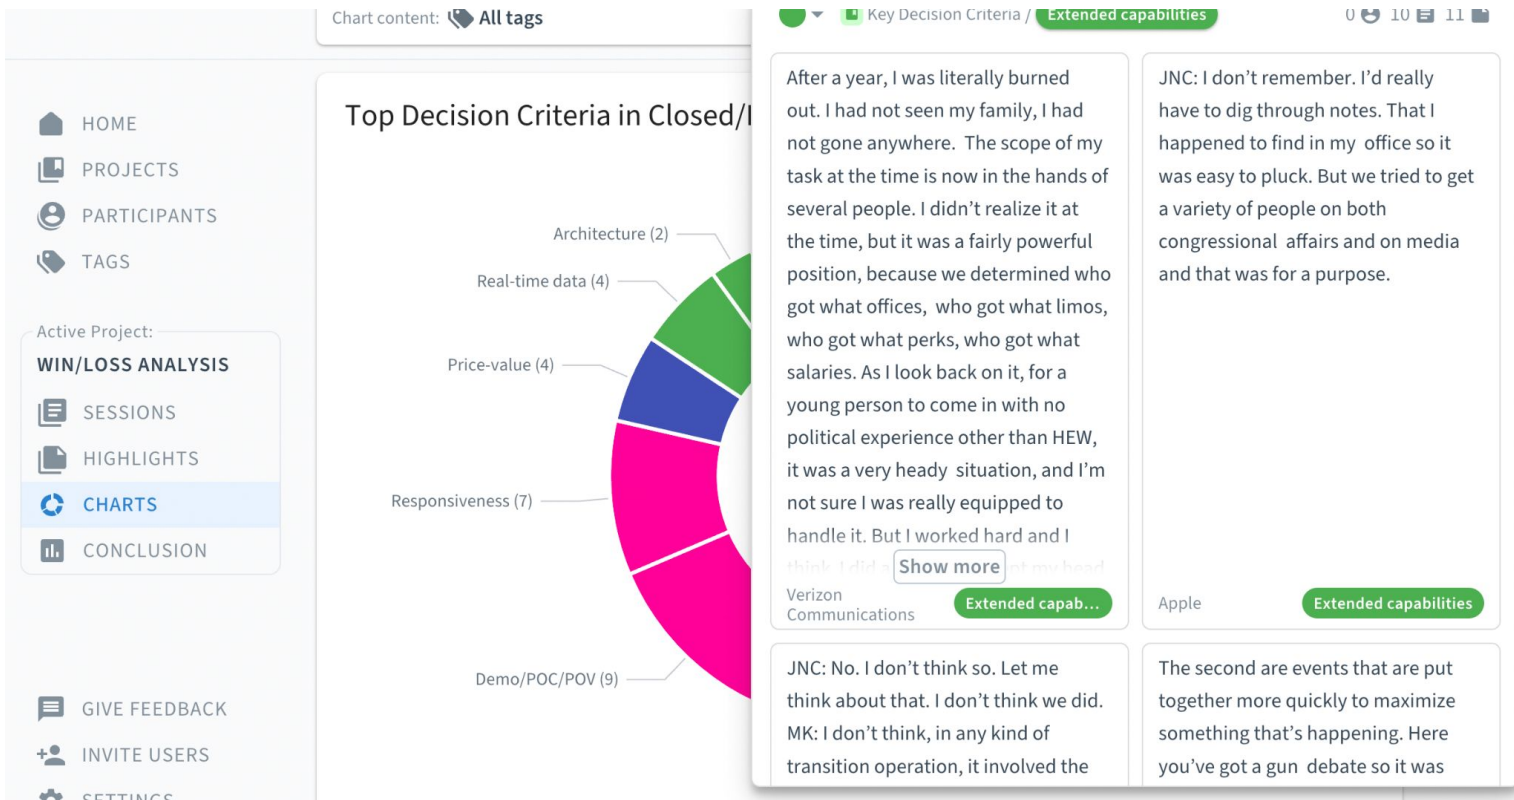 Chart content: All tags
Key Decision Criteria / Extended capabilities
0 10 11
HOME
PROJECTS
PARTICIPANTS
TAGS
Active Project:
WIN/LOSS ANALYSIS
SESSIONS
HIGHLIGHTS
CHARTS
CONCLUSION
GIVE FEEDBACK
INVITE USERS
SETTINGS
Top Decision Criteria in Closed/
Architecture (2)
Real-time data (4)
Price-value (4)
Responsiveness (7)
Demo/POC/POV (9)
After a year, I was literally burned
out. I had not seen my family, I had
not gone anywhere. The scope of my
task at the time is now in the hands of
several people. I didn’t realize it at
the time, but it was a fairly powerful
position, because we determined who
got what offices, who got what limos,
who got what perks, who got what
salaries. As I look back on it, for a
young person to come in with no
political experience other than HEW,
it was a very heady situation, and I’m
not sure I was really equipped to
handle it. But I worked hard and I
think I did
my head
Show more
Verizon
Communications
Extended capab...
JNC: I don’t remember. I’d really
have to dig through notes. That I
happened to find in my office so it
was easy to pluck. But we tried to get
a variety of people on both
congressional affairs and on media
and that was for a purpose.
Apple
Extended capabilities
JNC: No. I don’t think so. Let me
think about that. I don’t think we did.
MK: I don’t think, in any kind of
transition operation, it involved the
The second are events that are put
together more quickly to maximize
something that’s happening. Here
you’ve got a gun debate so it was